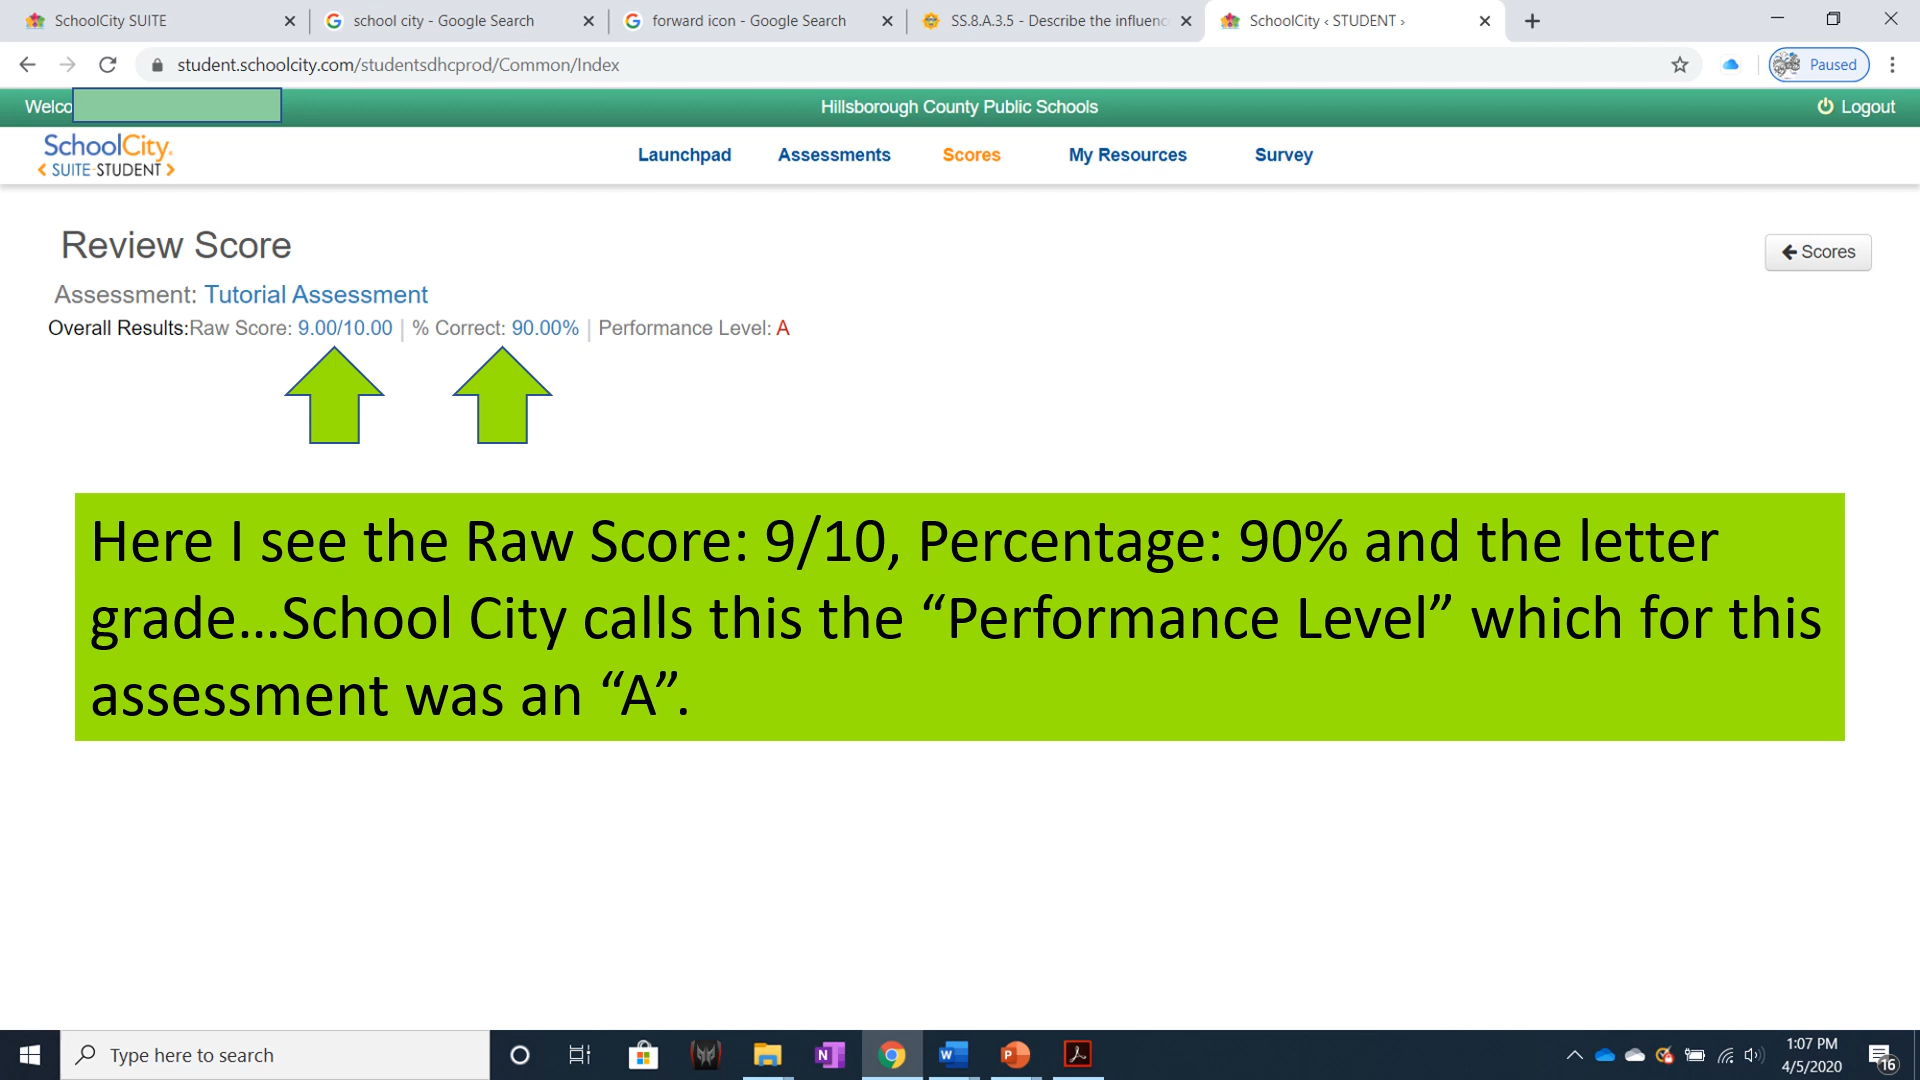 SchoolCity SUITE
school city - Google Search
forward icon - Google Search
SS.8.A.3.5 - Describe the influenc
SchoolCity ‹ STUDENT ›
student.schoolcity.com/studentsdhcprod/Common/Index
Paused
Welco
Hillsborough County Public Schools
Logout
SchoolCity
SUITE-STUDENT
Launchpad
Assessments
Scores
My Resources
Survey
Review Score
Scores
Assessment: Tutorial Assessment
Overall Results:Raw Score: 9.00/10.00 | % Correct: 90.00% | Performance Level: A
Here I see the Raw Score: 9/10, Percentage: 90% and the letter
grade...School City calls this the “Performance Level” which for this
assessment was an “A”.
Type here to search
1:07 PM
4/5/2020
16